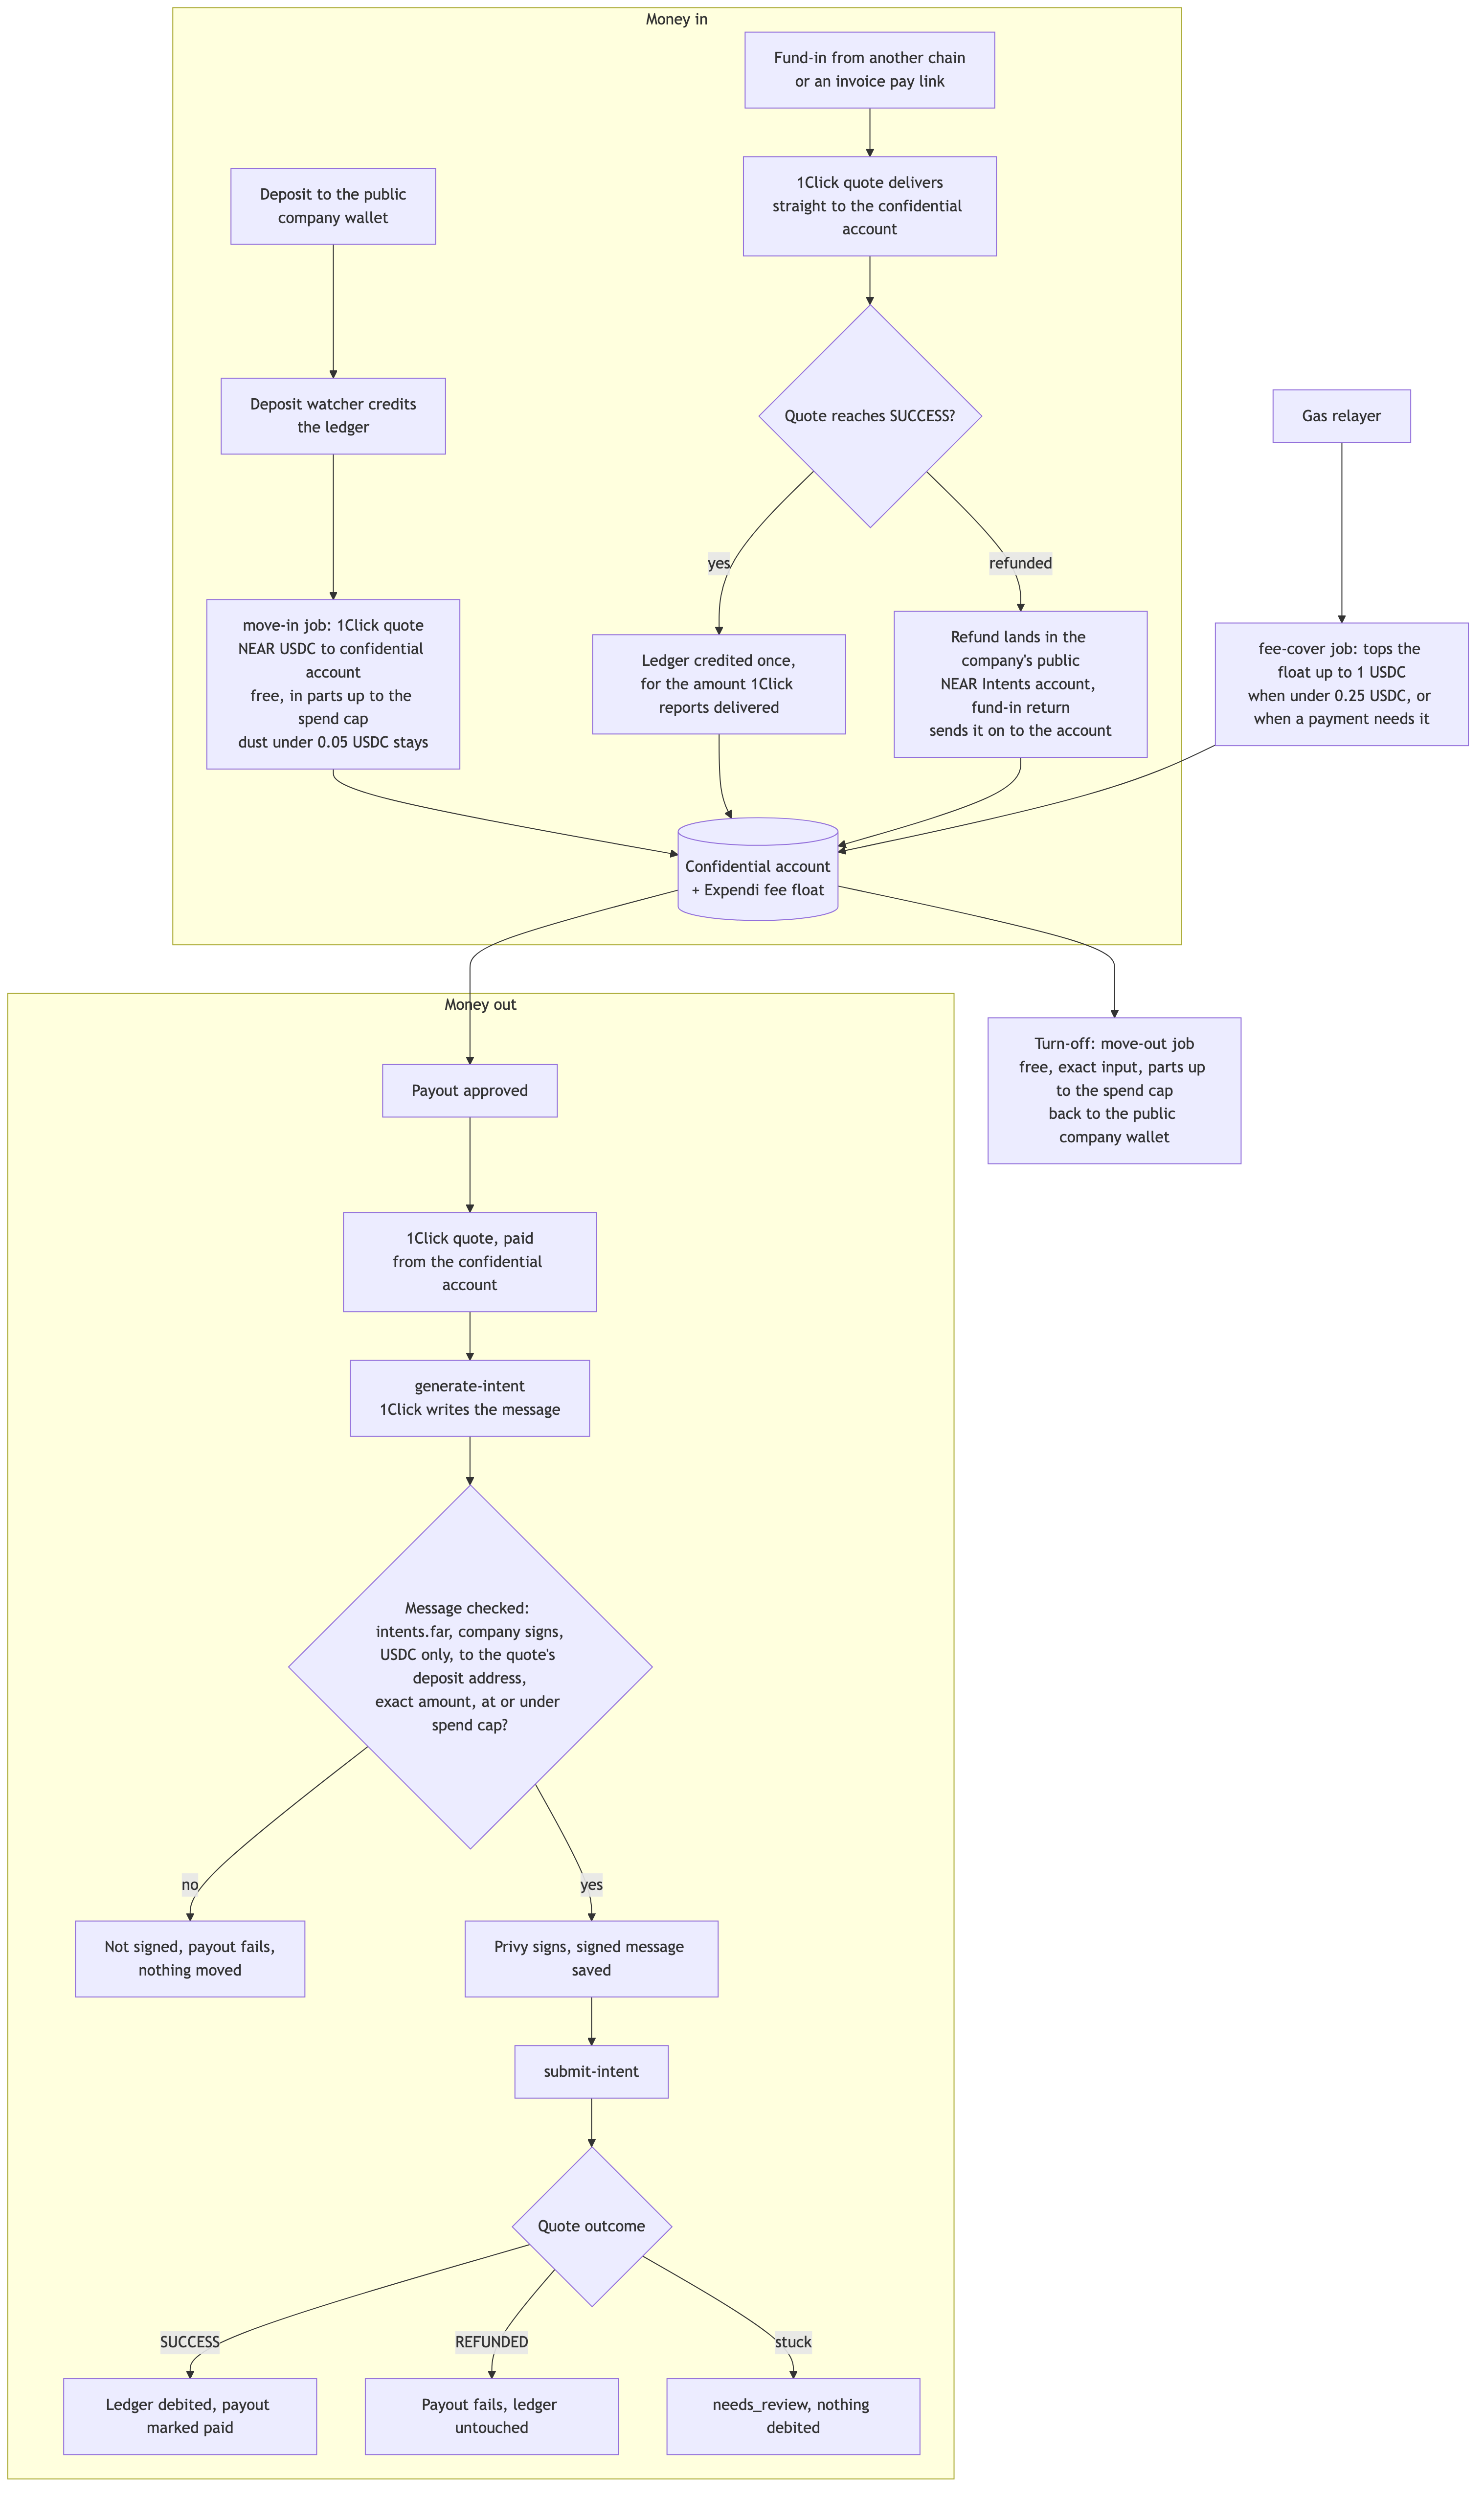 Money in
Fund-in from another chain
or an invoice pay link
Deposit to the public
company wallet
1Click quote delivers
straight to the confidential
account
Deposit watcher credits
the ledger
Quote reaches SUCCESS?
Gas relayer
yes
refunded
move-in job: 1Click quote
NEAR USDC to confidential
account
free, in parts up to the
spend cap
dust under 0.05 USDC stays
Ledger credited once,
for the amount 1Click
reports delivered
Refund lands in the
company's public
NEAR Intents account,
fund-in return
sends it on to the account
fee-cover job: tops the
float up to 1 USDC
when under 0.25 USDC, or
when a payment needs it
Confidential account
+ Expendi fee float
Money out
Payout approved
Turn-off: move-out job
free, exact input, parts up
to the spend cap
back to the public
company wallet
1Click quote, paid
from the confidential
account
generate-intent
1Click writes the message
Message checked:
intents.far, company signs,
USDC only, to the quote's
deposit address,
exact amount, at or under
spend cap?
no
yes
Not signed, payout fails,
nothing moved
Privy signs, signed message
saved
submit-intent
Quote outcome
SUCCESS
REFUNDED
stuck
Ledger debited, payout
marked paid
Payout fails, ledger
untouched
needs_review, nothing
debited